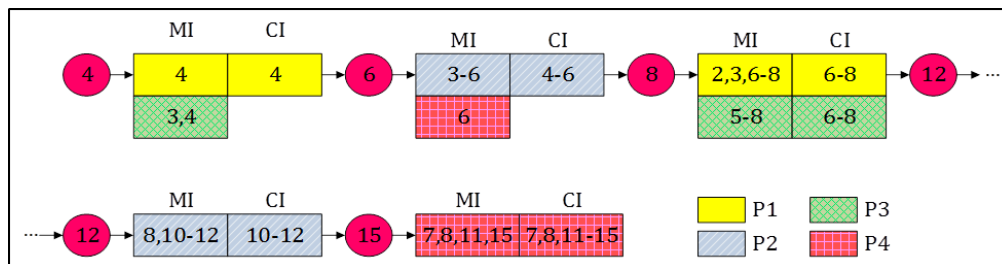 MI CI MI CI MI CI
4 4 4 6 3-6 4-6 8 2,3,6-8 6-8 12 ...
3,4 6 5-8 6-8
MI CI MI CI
... 12 8,10-12 10-12 15 7,8,11,15 7,8,11-15
P1 P3
P2 P4